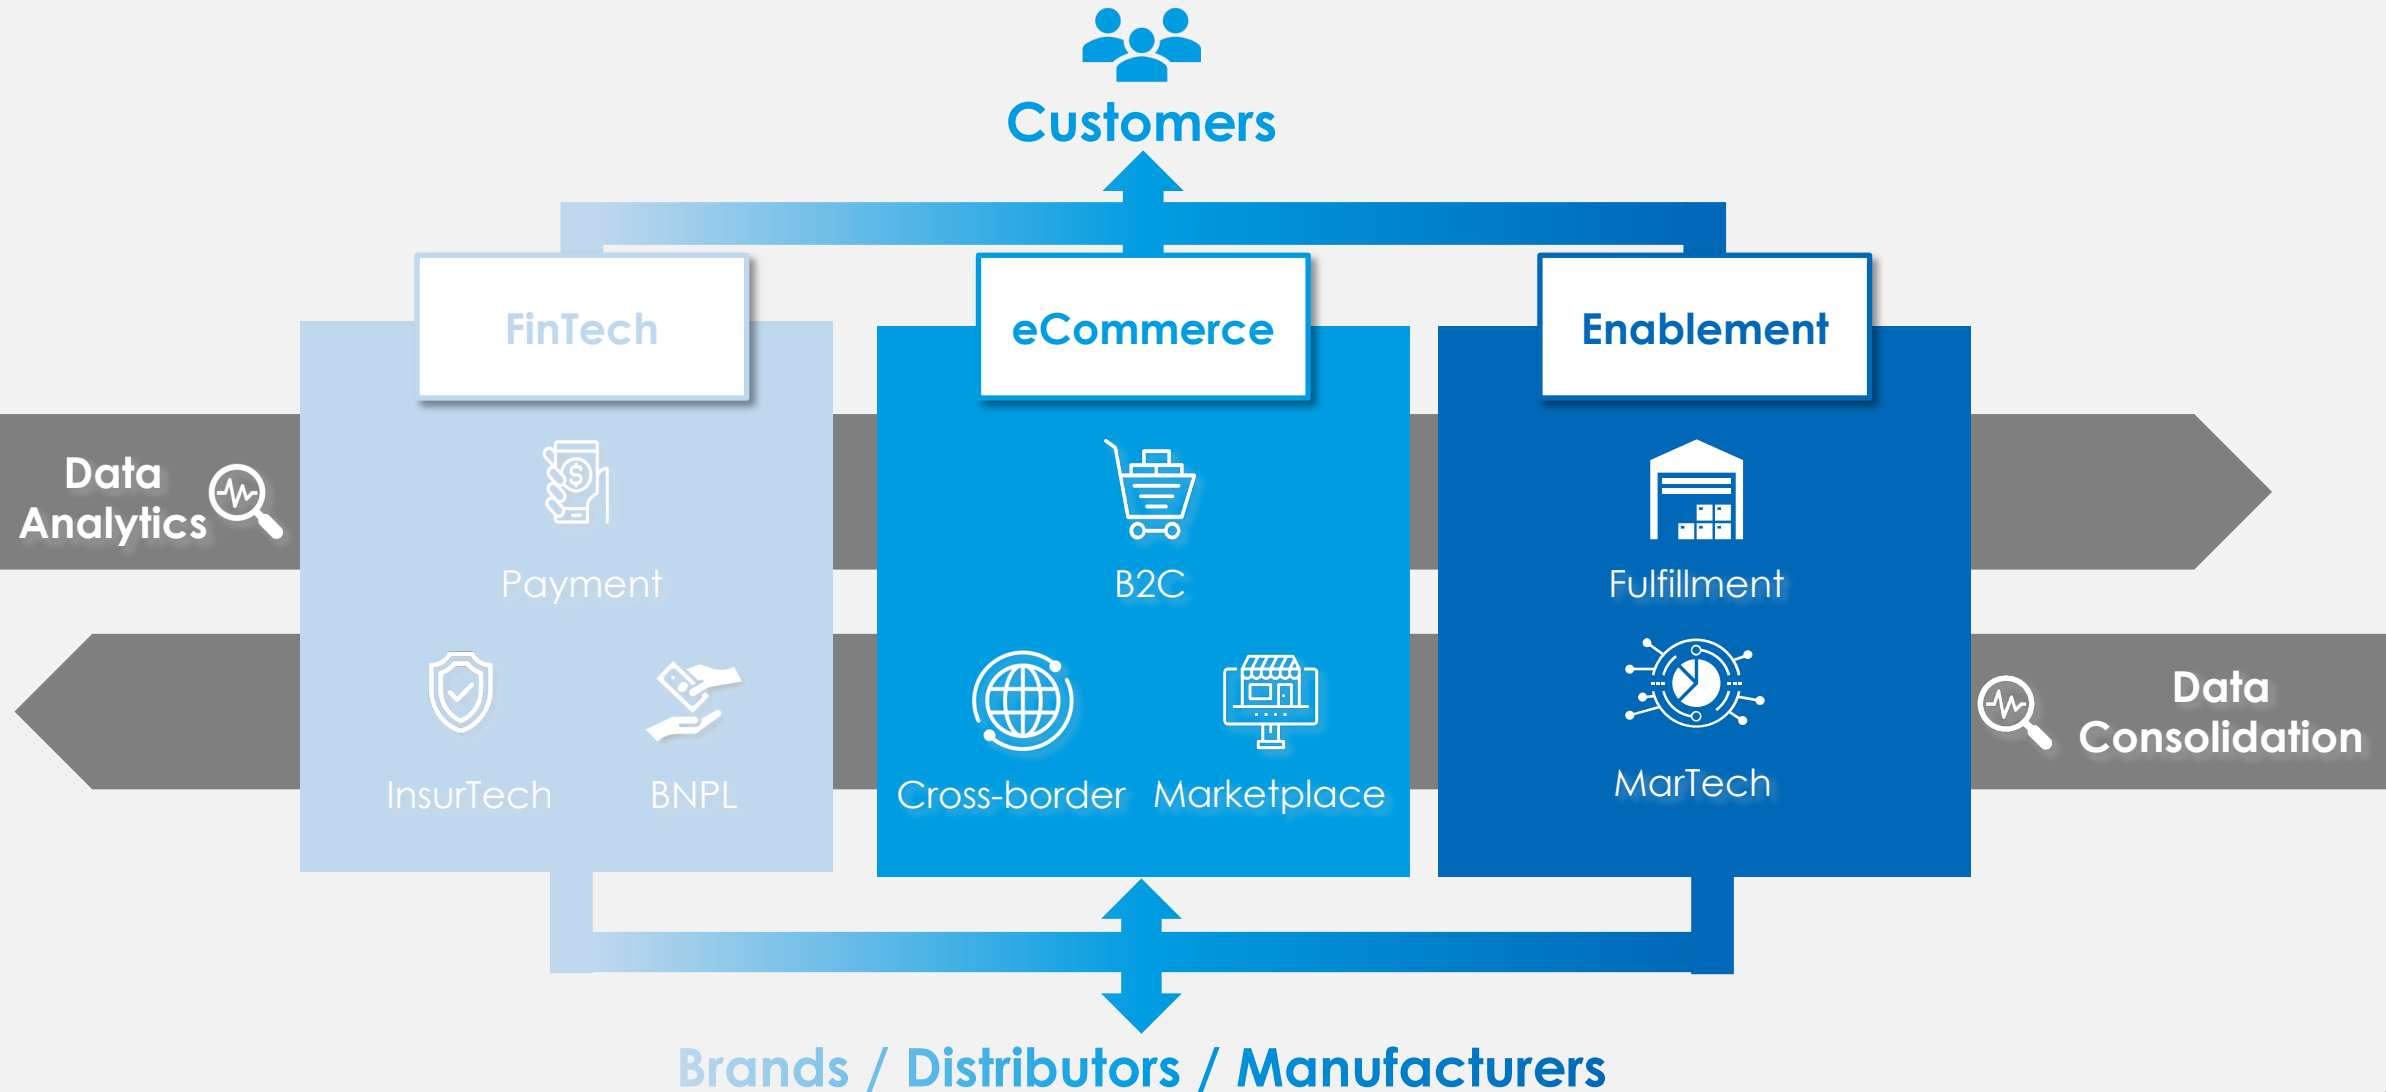 Customers
FinTech
eCommerce
Enablement
Data
Analytics
Payment
InsurTech
BNPL
B2C
Cross-border
Marketplace
Fulfillment
MarTech
Data
Consolidation
Brands / Distributors / Manufacturers